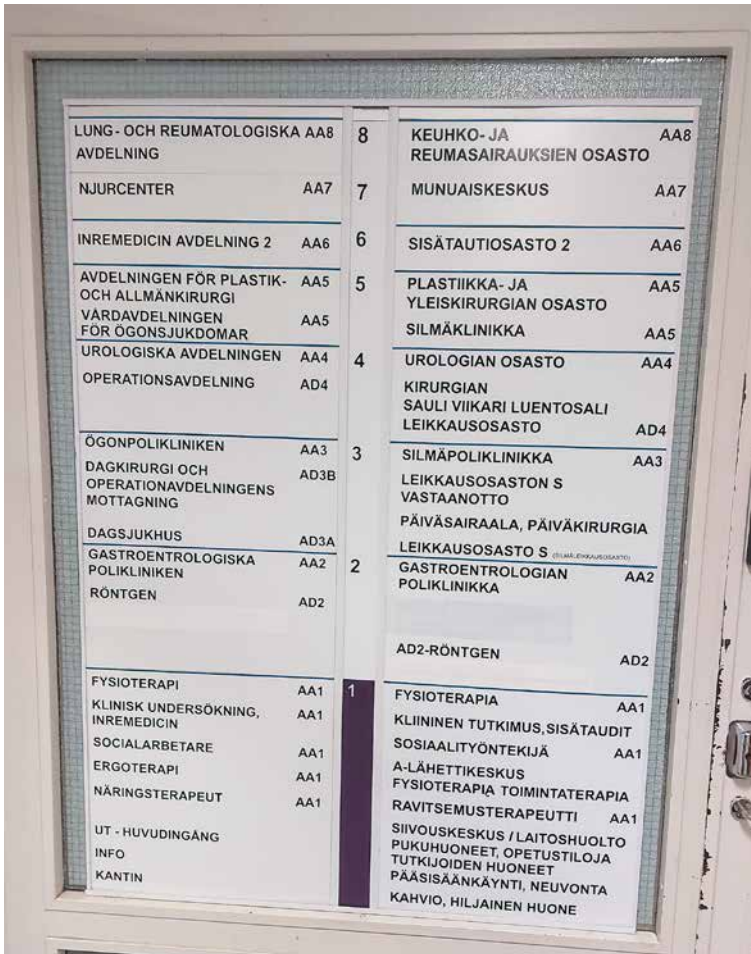 LUNG- OCH REUMATOLOGISKA AA8
AVDELNING
NJURCENTER AA7
INREMEDICIN AVDELNING 2 AA6
AVDELNINGEN FÖR PLASTIK- AA5
OCH ALLMÄNKIRURGI
VÅRDAVDELNINGEN AA5
FÖR ÖGONSJUKDOMAR
UROLOGISKA AVDELNINGEN AA4
OPERATIONSAVDELNING AD4
ÖGONPOLIKLINIKEN AA3
DAGKIRURGI OCH AD3B
OPERATIONAVDELNINGENS
MOTTAGNING
DAGSJUKHUS AD3A
GASTROENTROLOGISKA AA2
POLIKLINIKEN
RÖNTGEN AD2
FYSIOTERAPI AA1
KLINISK UNDERSÖKNING, AA1
INREMEDICIN
SOCIALARBETARE AA1
ERGOTERAPI AA1
NÄRINGSTERAPEUT AA1
UT - HUVUDINGÅNG
INFO
KANTIN
8
7
6
5
4
3
2
1
KEUHKO- JA AA8
REUMASAIRAUKSIEN OSASTO
MUNUAISKESKUS AA7
SISÄTAUTIOSASTO 2 AA6
PLASTIIKKA- JA AA5
YLEISKIRURGIAN OSASTO
SILMÄKLINIKKA AA5
UROLOGIAN OSASTO AA4
KIRURGIAN
SAULI VIIKARI LUENTOSALI
LEIKKAUSOSASTO AD4
SILMÄPOLIKLINIKKA AA3
LEIKKAUSOSASTON S
VASTAANOTTO
PÄIVÄSAIRAALA, PÄIVÄKIRURGIA
LEIKKAUSOSASTO S (SILMÄLEIKKAUSOSASTO)
GASTROENTROLOGIAN AA2
POLIKLINIKKA
AD2-RÖNTGEN AD2
FYSIOTERAPIA AA1
KLIININEN TUTKIMUS,SISÄTAUDIT
SOSIAALITYÖNTEKIJÄ AA1
A-LÄHETTIKESKUS
FYSIOTERAPIA TOIMINTATERAPIA
RAVITSEMUSTERAPEUTTI AA1
SIIVOUSKESKUS / LAITOSHUOLTO
PUKUHUONEET, OPETUSTILOJA
TUTKIJOIDEN HUONEET
PÄÄSISÄÄNKÄYNTI, NEUVONTA
KAHVIO, HILJAINEN HUONE